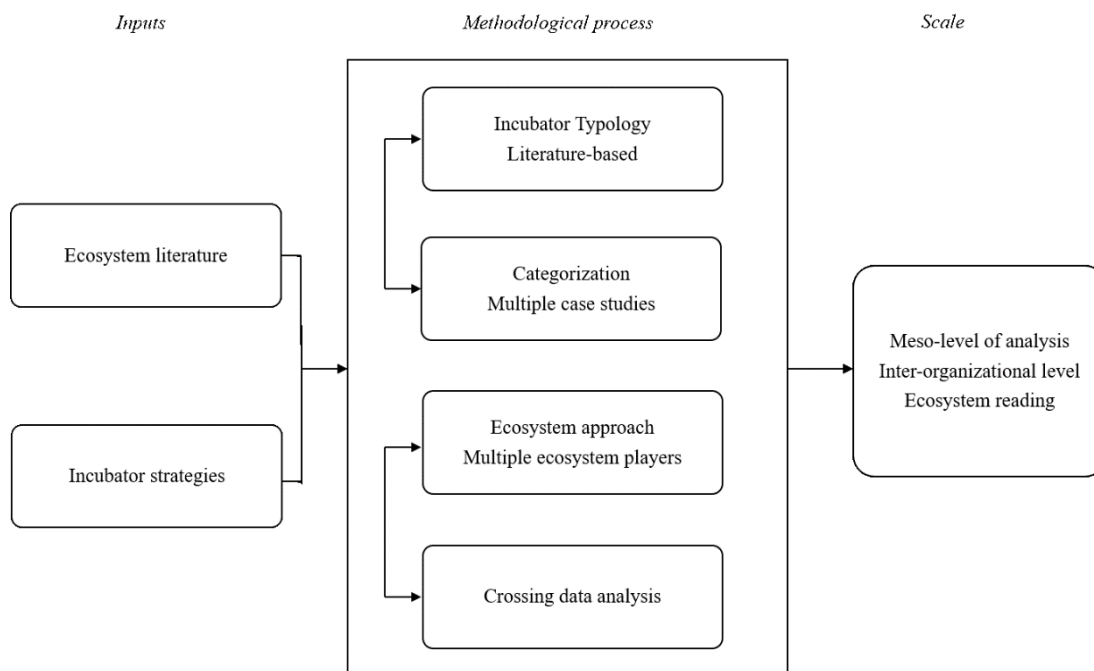 Inputs
Methodological process
Scale
Ecosystem literature
Incubator strategies
Incubator Typology
Literature-based
Categorization
Multiple case studies
Ecosystem approach
Multiple ecosystem players
Crossing data analysis
Meso-level of analysis
Inter-organizational level
Ecosystem reading